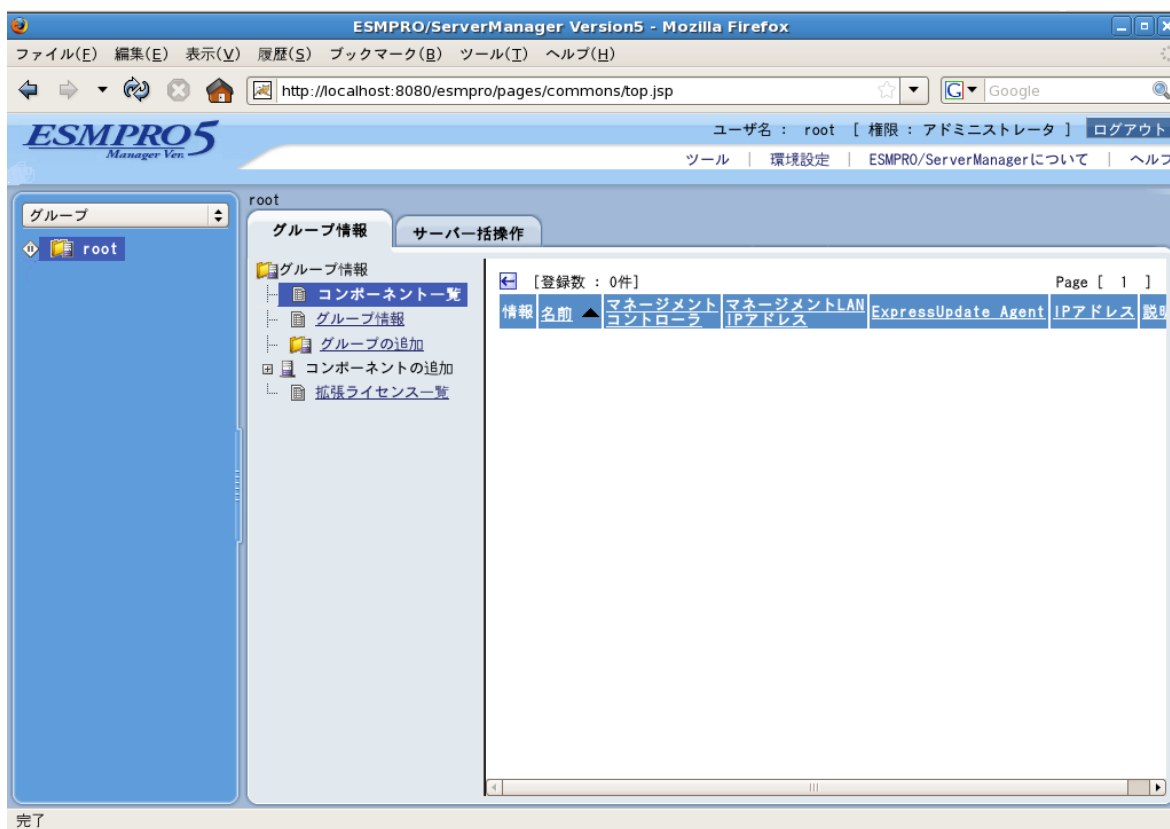 ESMPRO/ServerManager Version5 - Mozilla Firefox
ファイル(F) 編集(E) 表示(V) 履歴(S) ブックマーク(B) ツール(T) ヘルプ(H)
http://localhost:8080/esmpro/pages/commons/top.jsp
G
Google
ESMPRO5
Manager Ver.
ユーザ名 : root [ 権限 : アドミニストレータ ] ログアウト
ツール | 環境設定 | ESMPRO/ServerManagerについて | ヘルプ
グループ
root
root
グループ情報
サーバ一括操作
グループ情報
コンポーネント一覧
グループ情報
グループの追加
コンポーネントの追加
拡張ライセンス一覧
[登録数 : 0件]
Page [ 1 ]
情報 名前 ▲ マネージメントコントローラ マネージメントLAN IPアドレス ExpressUpdate Agent IPアドレス 説明
完了